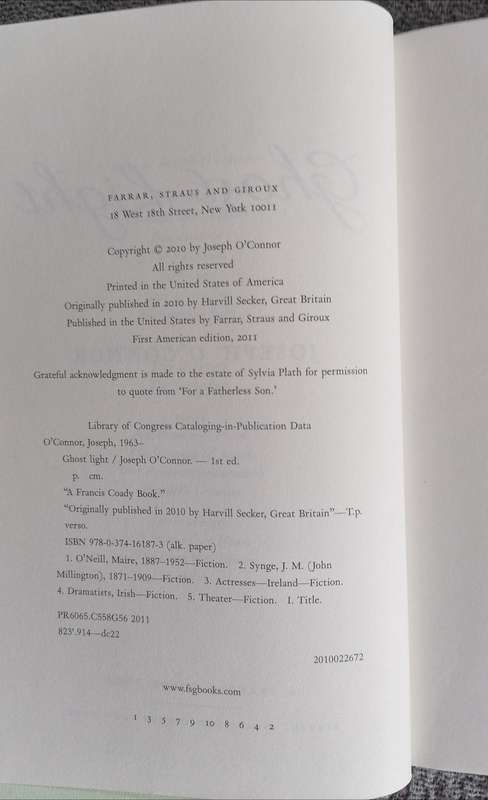 FARRAR, STRAUS AND GIROUX
18 West 18th Street, New York 10011
Copyright © 2010 by Joseph O'Connor
All rights reserved
Printed in the United States of America
Originally published in 2010 by Harvill Secker, Great Britain
Published in the United States by Farrar, Straus and Giroux
First American edition, 2011
Grateful acknowledgment is made to the estate of Sylvia Plath for permission
to quote from 'For a Fatherless Son.'
Library of Congress Cataloging-in-Publication Data
O'Connor, Joseph, 1963–
Ghost light / Joseph O'Connor. — 1st ed.
p. cm.
"A Francis Coady Book."
"Originally published in 2010 by Harvill Secker, Great Britain"—T.p.
verso.
ISBN 978-0-374-16187-3 (alk. paper)
1. O'Neill, Maire, 1887–1952—Fiction. 2. Synge, J. M. (John
Millington), 1871–1909—Fiction. 3. Actresses—Ireland—Fiction.
4. Dramatists, Irish—Fiction. 5. Theater—Fiction. I. Title.
PR6065.C558G56 2011
823'.914—dc22
2010022672
www.fsgbooks.com
1 3 5 7 9 10 8 6 4 2